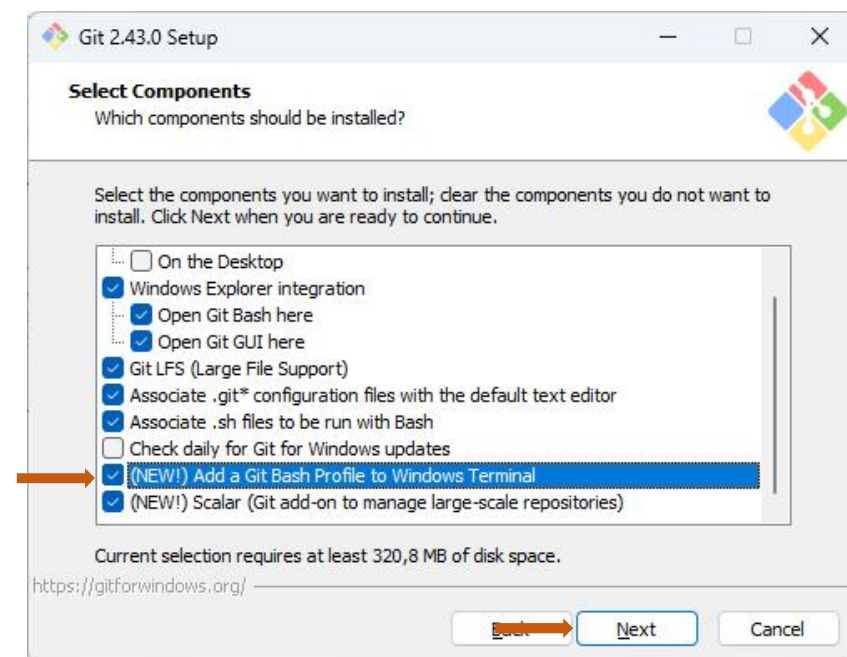 Git 2.43.0 Setup
Select Components
Which components should be installed?
Select the components you want to install; clear the components you do not want to
install. Click Next when you are ready to continue.
On the Desktop
Windows Explorer integration
Open Git Bash here
Open Git GUI here
Git LFS (Large File Support)
Associate .git* configuration files with the default text editor
Associate .sh files to be run with Bash
Check daily for Git for Windows updates
(NEW!) Add a Git Bash Profile to Windows Terminal
(NEW!) Scalar (Git add-on to manage large-scale repositories)
Current selection requires at least 320,8 MB of disk space.
https://gitforwindows.org/
Back Next Cancel